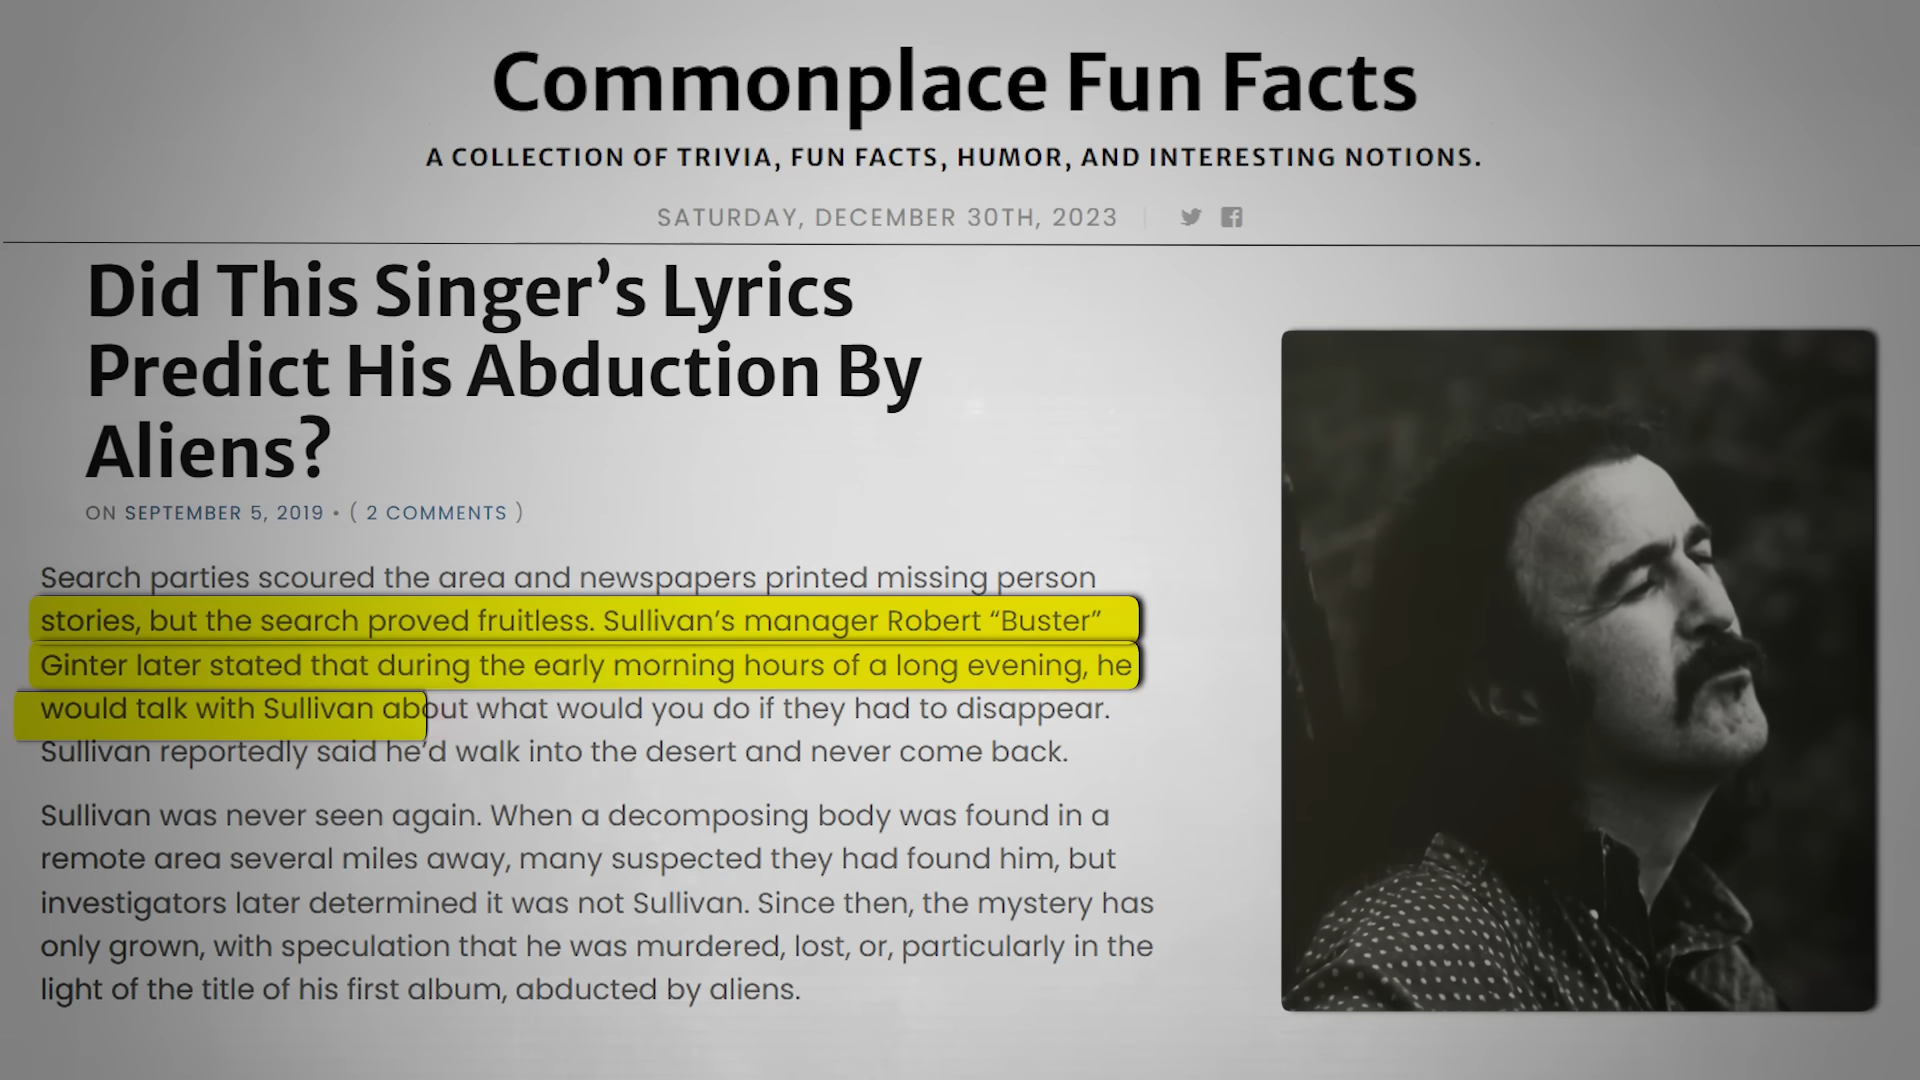 Commonplace Fun Facts
A COLLECTION OF TRIVIA, FUN FACTS, HUMOR, AND INTERESTING NOTIONS.
SATURDAY, DECEMBER 30TH, 2023
Did This Singer’s Lyrics
Predict His Abduction By
Aliens?
ON SEPTEMBER 5, 2019 • ( 2 COMMENTS )
Search parties scoured the area and newspapers printed missing person
stories, but the search proved fruitless. Sullivan’s manager Robert “Buster”
Ginter later stated that during the early morning hours of a long evening, he
would talk with Sullivan about what would you do if they had to disappear.
Sullivan reportedly said he’d walk into the desert and never come back.
Sullivan was never seen again. When a decomposing body was found in a
remote area several miles away, many suspected they had found him, but
investigators later determined it was not Sullivan. Since then, the mystery has
only grown, with speculation that he was murdered, lost, or, particularly in the
light of the title of his first album, abducted by aliens.